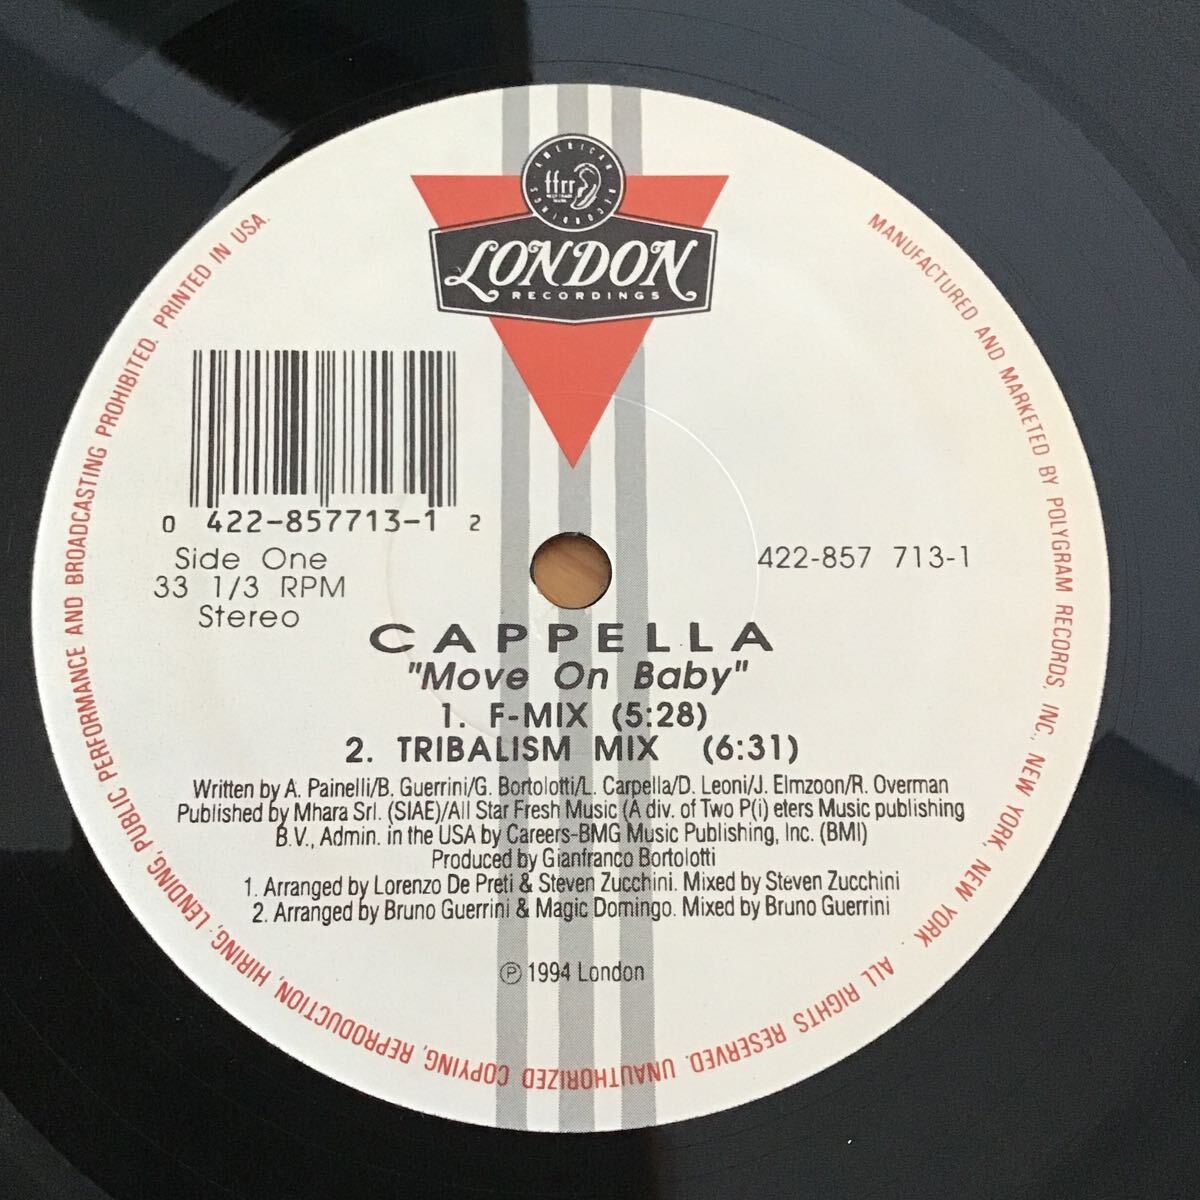 AMERICAN RECORDINGS
ffrr
LONDON
RECORDINGS
0 422-857713-1 2
Side One
33 1/3 RPM
Stereo
422-857 713-1
CAPPELLA
"Move On Baby"
1. F-MIX (5:28)
2. TRIBALISM MIX (6:31)
Written by A. Painelli/B. Guerrini/G. Bortolotti/L. Carpella/D. Leoni/J. Elmzoon/R. Overman
Published by Mhara Srl. (SIAE)/All Star Fresh Music (A div. of Two P(i) eters Music publishing
B.V., Admin. in the USA by Careers-BMG Music Publishing, Inc. (BMI)
Produced by Gianfranco Bortolotti
1. Arranged by Lorenzo De Preti & Steven Zucchini. Mixed by Steven Zucchini
2. Arranged by Bruno Guerrini & Magic Domingo. Mixed by Bruno Guerrini
℗ 1994 London
MANUFACTURED AND MARKETED BY POLYGRAM RECORDS, INC., NEW YORK, NEW YORK. ALL RIGHTS RESERVED. UNAUTHORIZED COPYING, REPRODUCTION, HIRING, LENDING, PUBLIC PERFORMANCE AND BROADCASTING PROHIBITED. PRINTED IN USA.